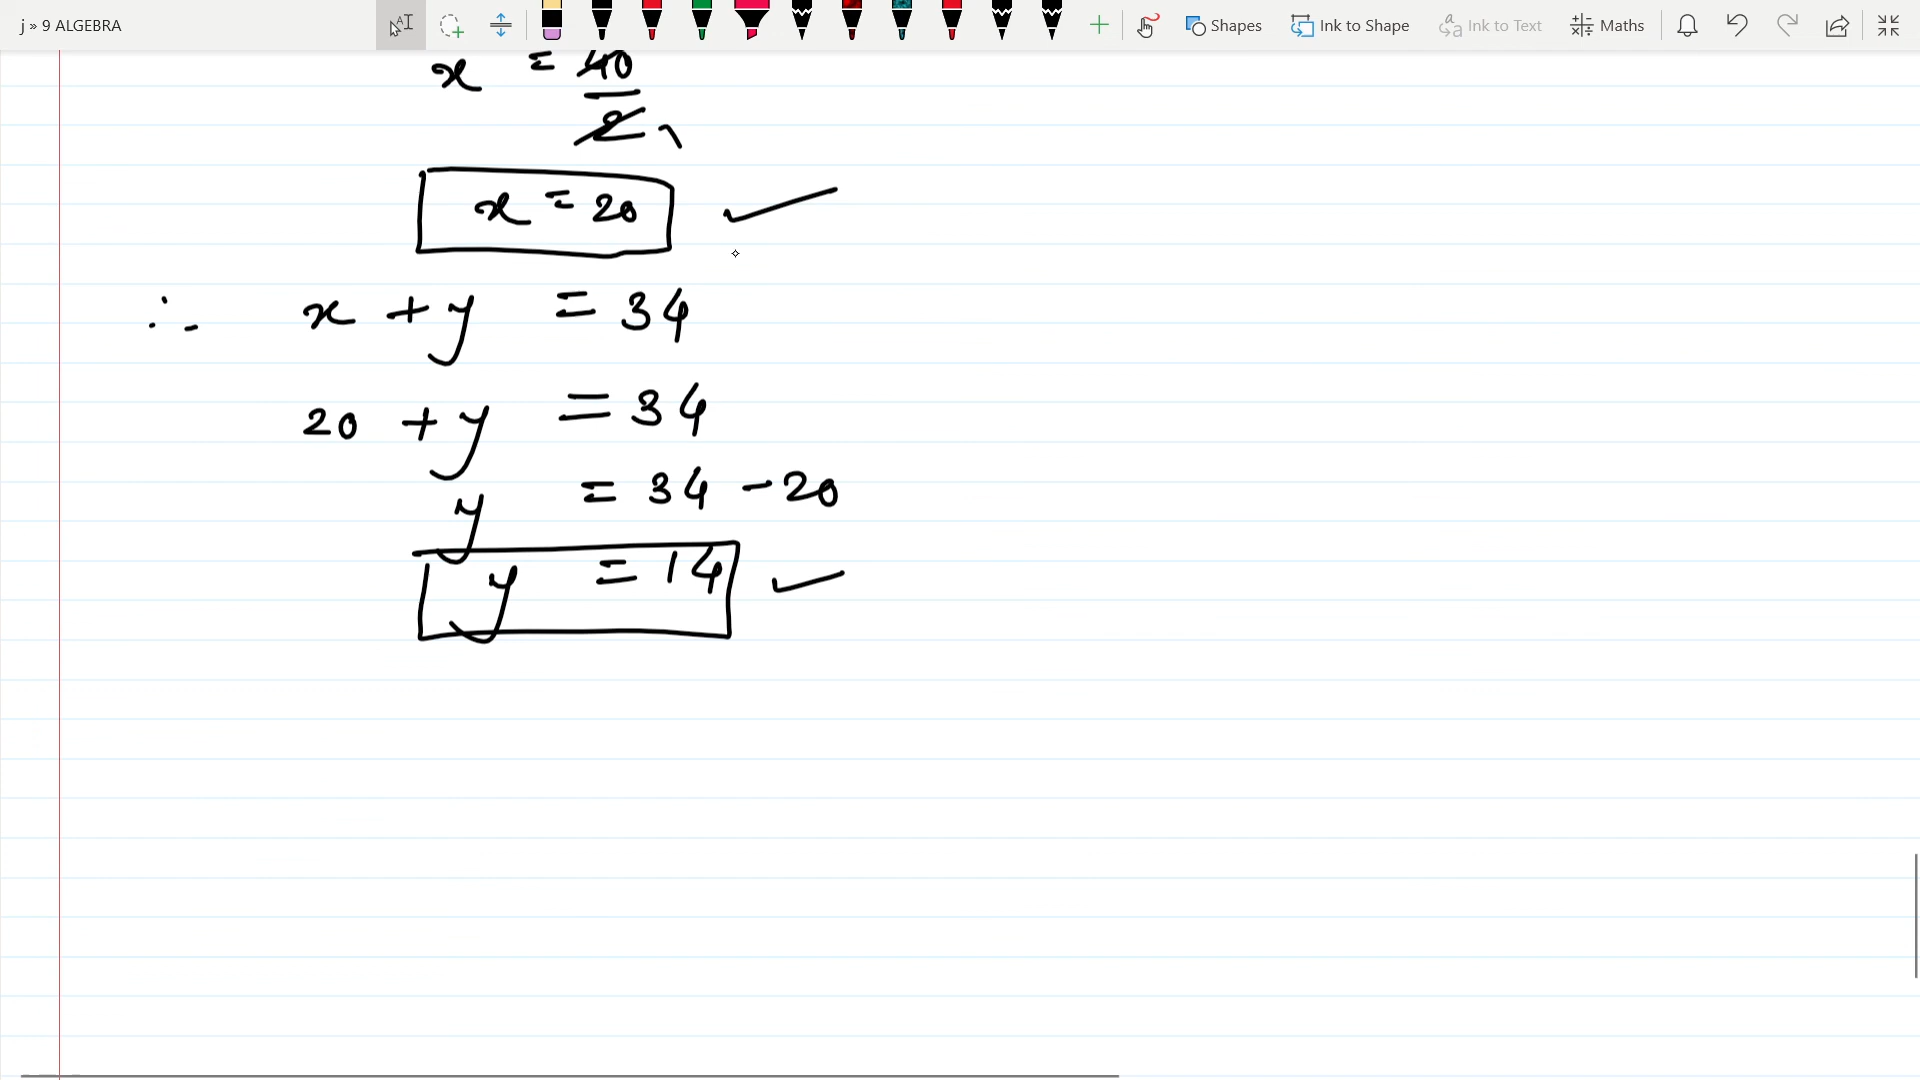 j » 9 ALGEBRA
Shapes
Ink to Shape
Ink to Text
Maths
x = 40
2
x = 20 ✓
∴ x + y = 34
20 + y = 34
y = 34 - 20
y = 14 ✓